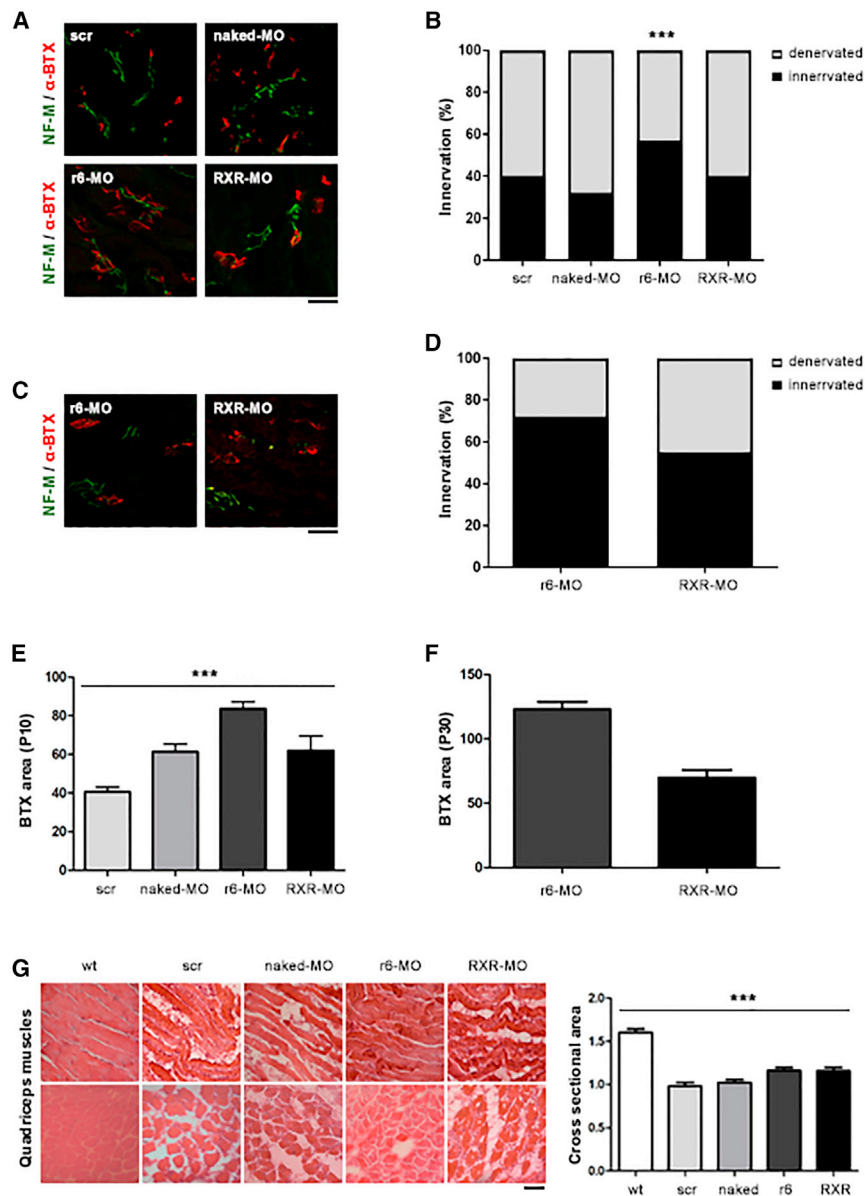 A
scr
naked-MO
NF-M / α-BTX
r6-MO
RXR-MO
NF-M / α-BTX
B
***
100
80
60
40
20
0
Innervation (%)
scr
naked-MO
r6-MO
RXR-MO
denervated
innerrvated
C
r6-MO
RXR-MO
NF-M / α-BTX
D
100
80
60
40
20
0
Innervation (%)
r6-MO
RXR-MO
denervated
innerrvated
E
***
100
80
60
40
20
0
BTX area (P10)
scr
naked-MO
r6-MO
RXR-MO
F
150
100
50
0
BTX area (P30)
r6-MO
RXR-MO
G
wt
scr
naked-MO
r6-MO
RXR-MO
Quadriceps muscles
***
2.0
1.5
1.0
0.5
0.0
Cross sectional area
wt
scr
naked
r6
RXR